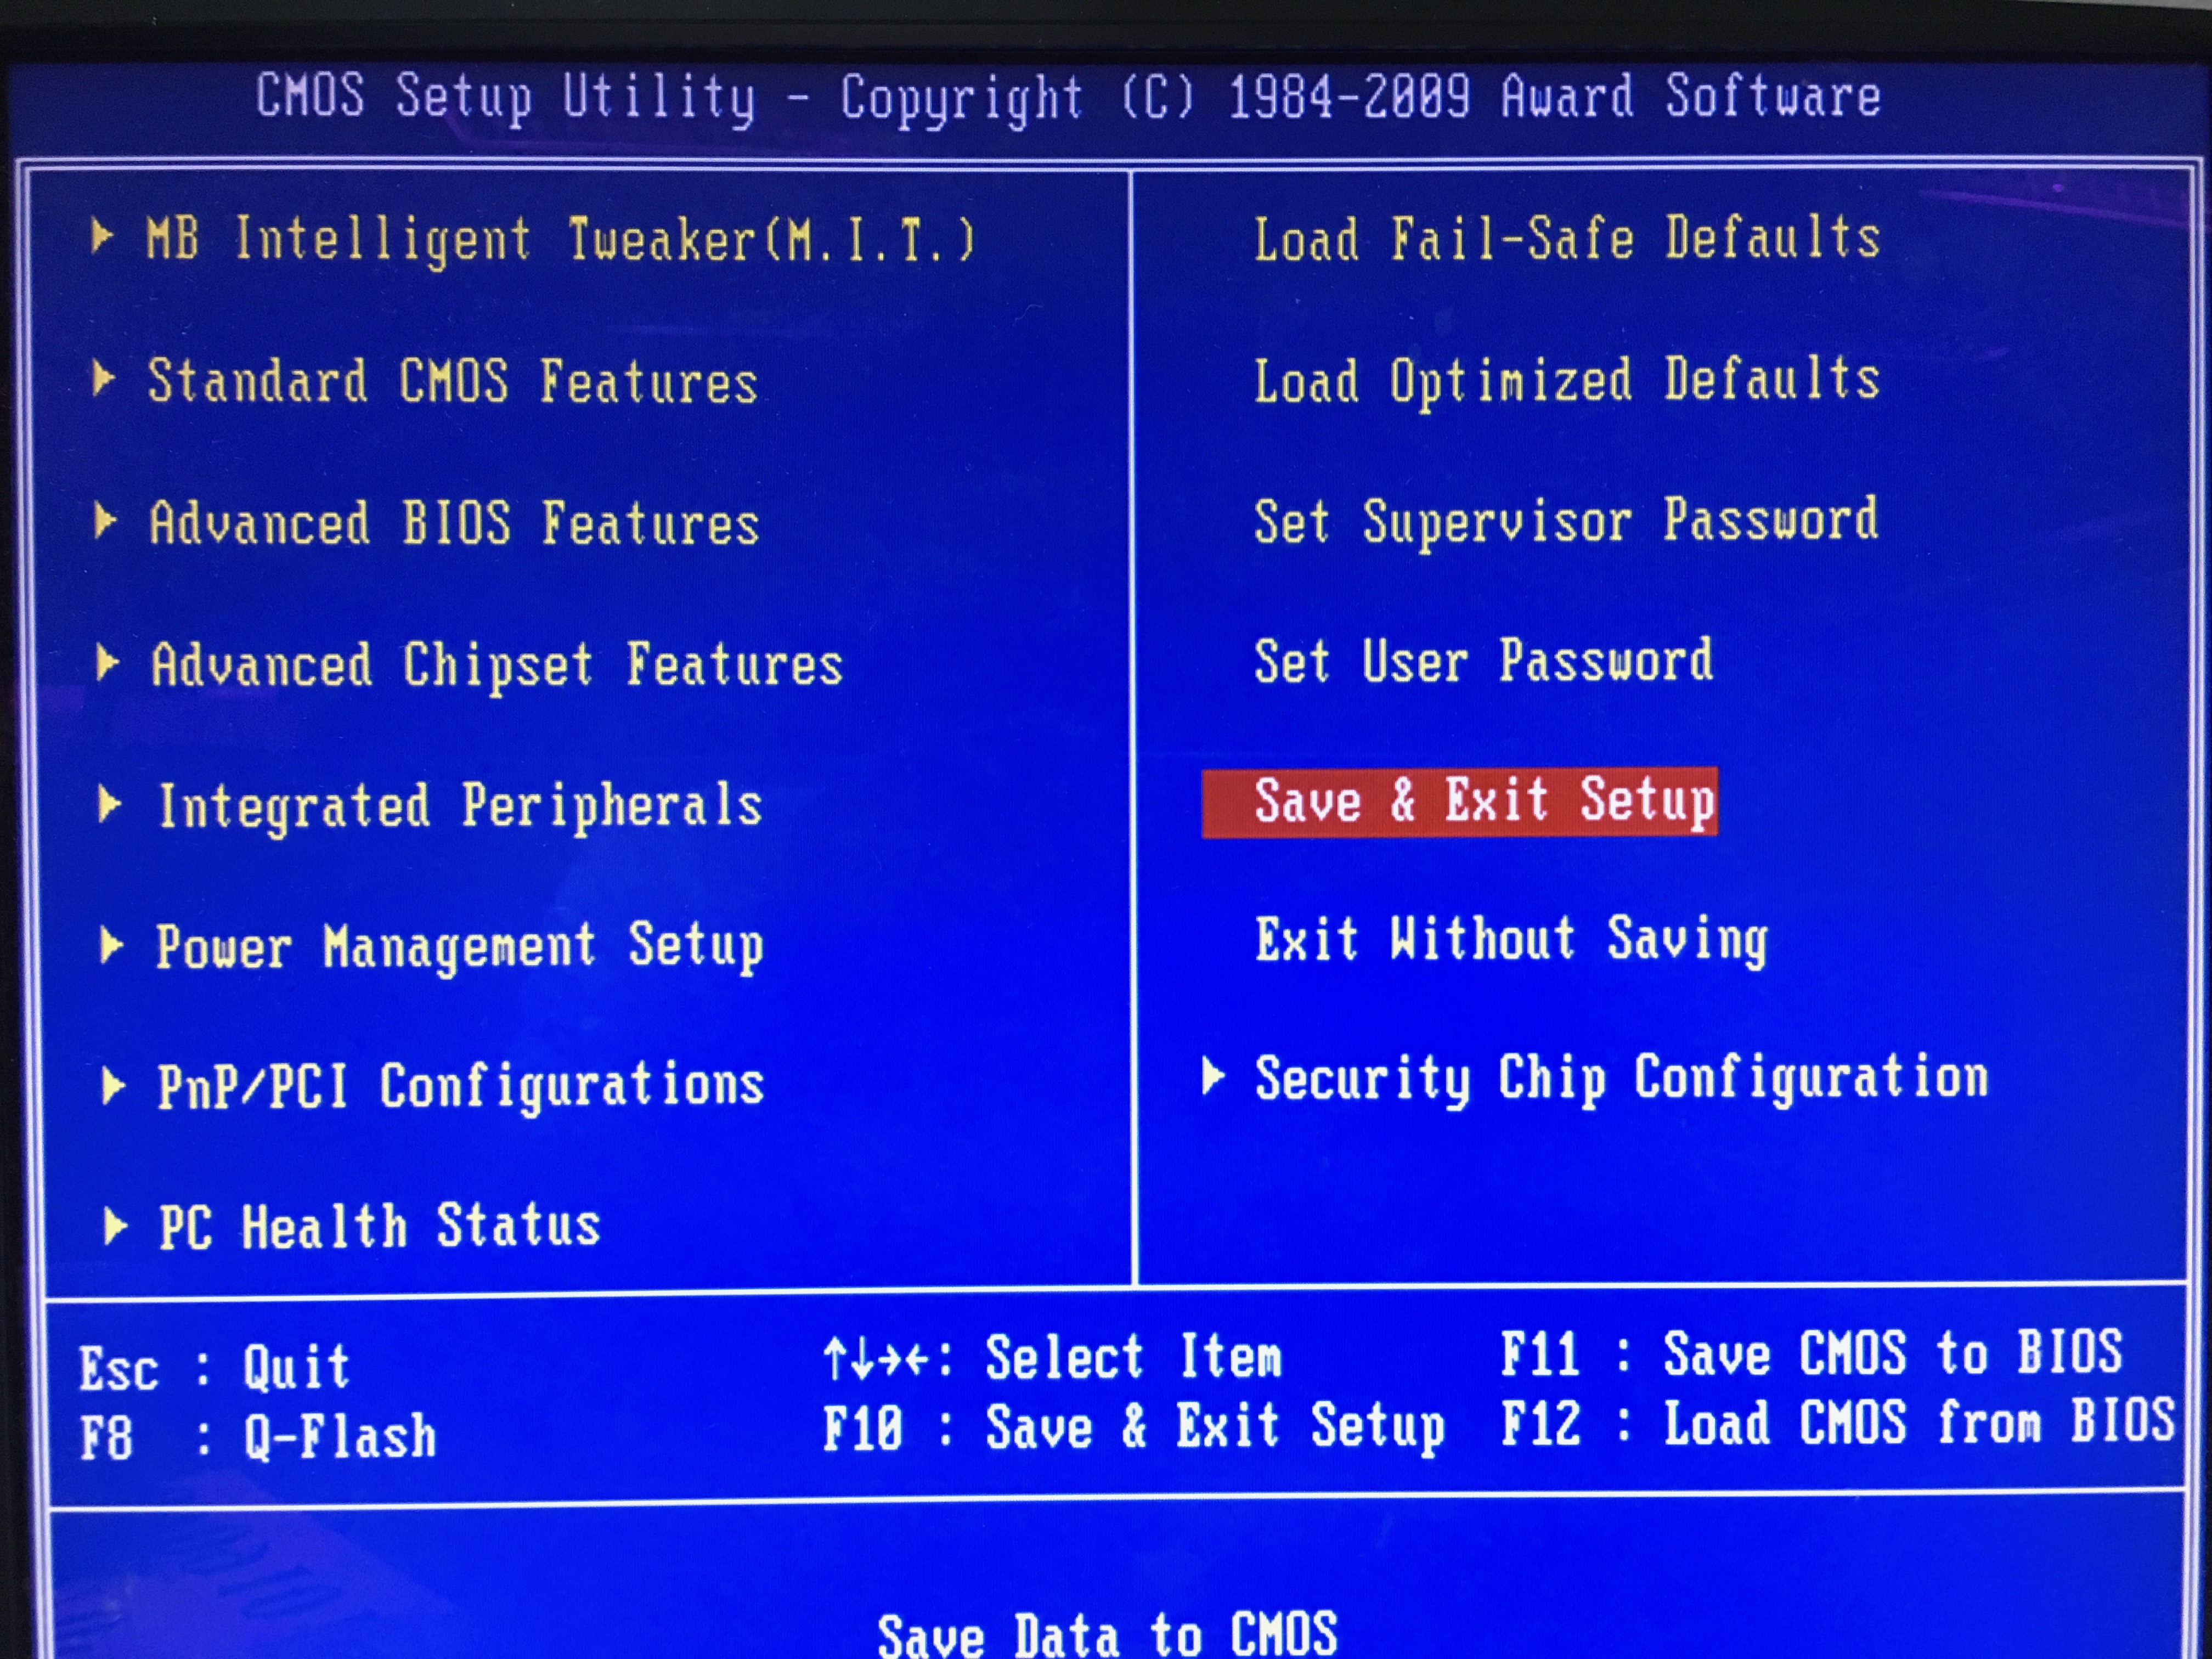 CMOS Setup Utility - Copyright (C) 1984-2009 Award Software
MB Intelligent Tweaker(M.I.T.)
Standard CMOS Features
Advanced BIOS Features
Advanced Chipset Features
Integrated Peripherals
Power Management Setup
PnP/PCI Configurations
PC Health Status
Load Fail-Safe Defaults
Load Optimized Defaults
Set Supervisor Password
Set User Password
Save & Exit Setup
Exit Without Saving
Security Chip Configuration
Esc : Quit
F8 : Q-Flash
↑↓→←: Select Item
F10 : Save & Exit Setup
F11 : Save CMOS to BIOS
F12 : Load CMOS from BIOS
Save Data to CMOS